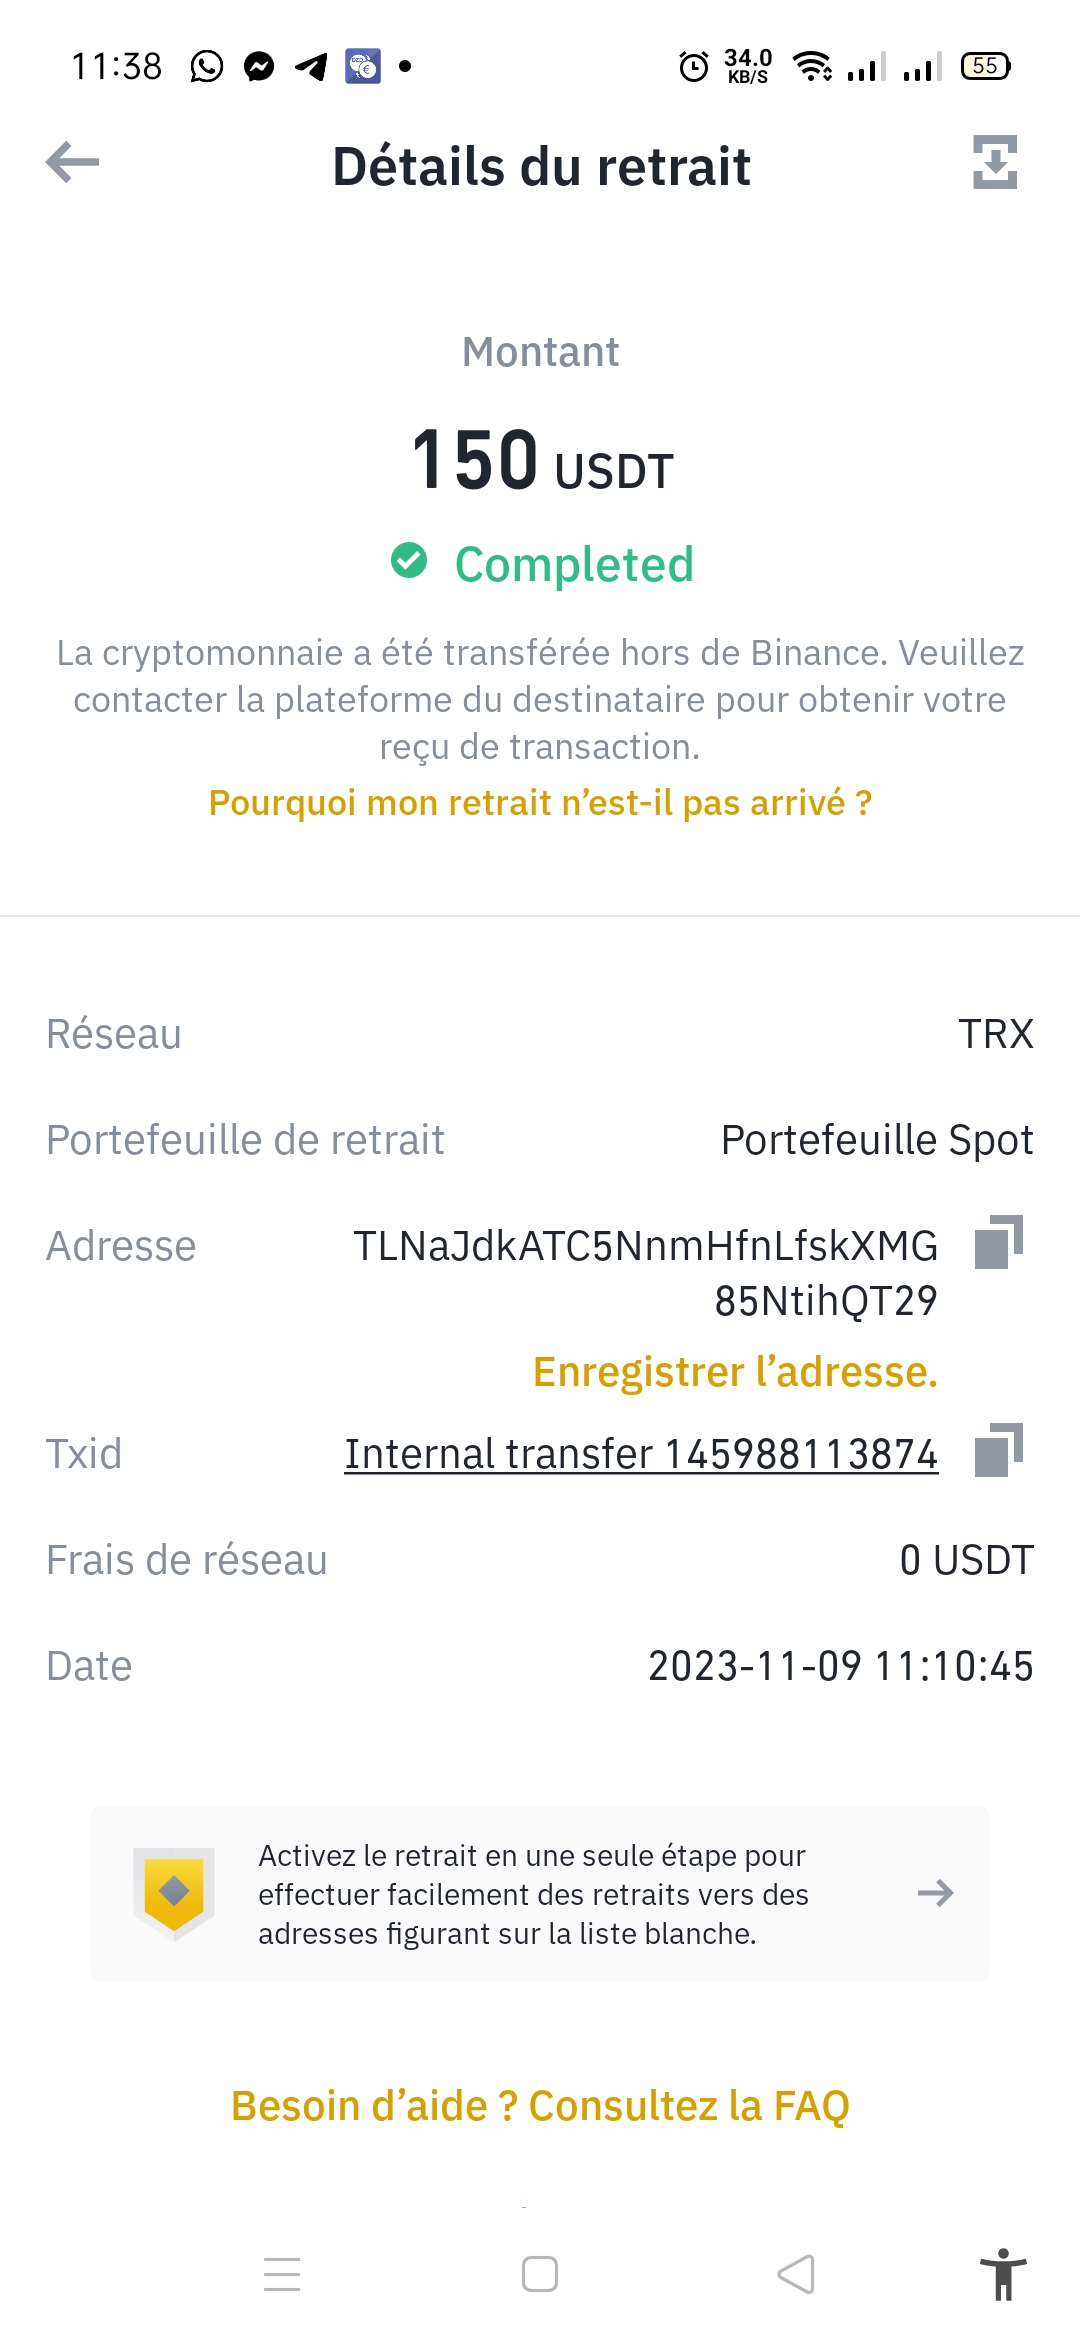 11:38
34.0
KB/S
55
Détails du retrait
Montant
150 USDT
Completed
La cryptomonnaie a été transférée hors de Binance. Veuillez
contacter la plateforme du destinataire pour obtenir votre
reçu de transaction.
Pourquoi mon retrait n’est-il pas arrivé ?
Réseau TRX
Portefeuille de retrait Portefeuille Spot
Adresse TLNaJdkATC5NnmHfnLfskXMG
85NtihQT29
Enregistrer l’adresse.
Txid Internal transfer 145988113874
Frais de réseau 0 USDT
Date 2023-11-09 11:10:45
Activez le retrait en une seule étape pour
effectuer facilement des retraits vers des
adresses figurant sur la liste blanche.
Besoin d’aide ? Consultez la FAQ